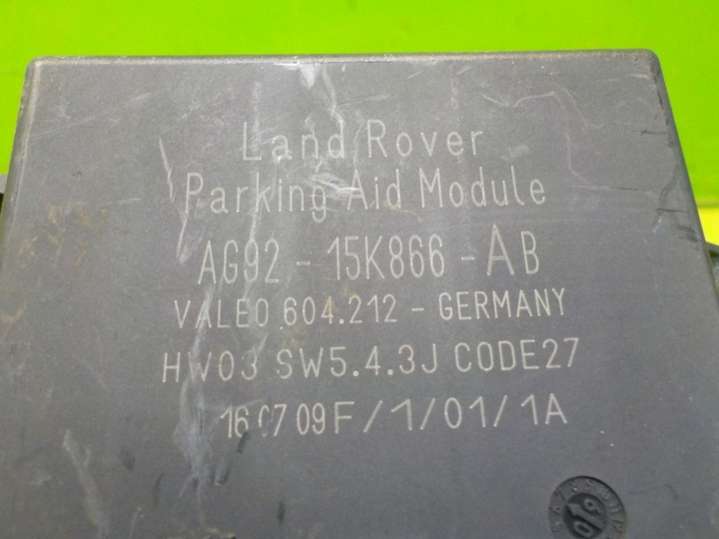 Land Rover
Parking Aid Module
AG92-15K866-AB
VALEO 604.212 - GERMANY
HW03 SW5.4.3J CODE27
160709F/1/01/1A